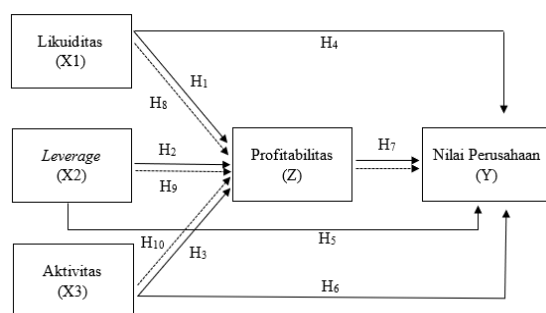 Likuiditas
(X1)
H4
H1
H8
Leverage
(X2)
H2
H9
Profitabilitas
(Z)
H7
Nilai Perusahaan
(Y)
H10
H3
H5
Aktivitas
(X3)
H6